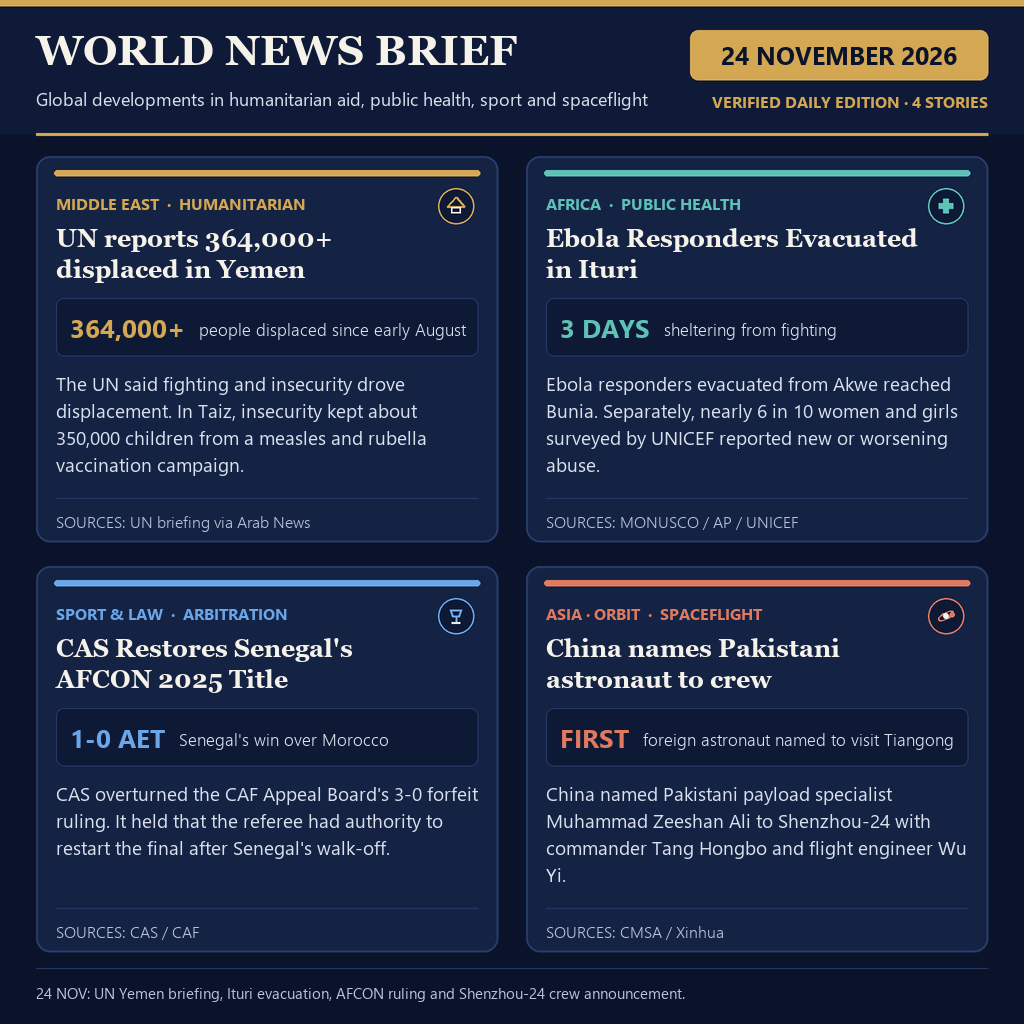 WORLD NEWS BRIEF
24 NOVEMBER 2026
Global developments in humanitarian aid, public health, sport and spaceflight
VERIFIED DAILY EDITION · 4 STORIES
MIDDLE EAST · HUMANITARIAN
UN reports 364,000+
displaced in Yemen
364,000+ people displaced since early August
The UN said fighting and insecurity drove
displacement. In Taiz, insecurity kept about
350,000 children from a measles and rubella
vaccination campaign.
SOURCES: UN briefing via Arab News
AFRICA · PUBLIC HEALTH
Ebola Responders Evacuated
in Ituri
3 DAYS sheltering from fighting
Ebola responders evacuated from Akwe reached
Bunia. Separately, nearly 6 in 10 women and girls
surveyed by UNICEF reported new or worsening
abuse.
SOURCES: MONUSCO / AP / UNICEF
SPORT & LAW · ARBITRATION
CAS Restores Senegal's
AFCON 2025 Title
1-0 AET Senegal's win over Morocco
CAS overturned the CAF Appeal Board's 3-0 forfeit
ruling. It held that the referee had authority to
restart the final after Senegal's walk-off.
SOURCES: CAS / CAF
ASIA · ORBIT · SPACEFLIGHT
China names Pakistani
astronaut to crew
FIRST foreign astronaut named to visit Tiangong
China named Pakistani payload specialist
Muhammad Zeeshan Ali to Shenzhou-24 with
commander Tang Hongbo and flight engineer Wu
Yi.
SOURCES: CMSA / Xinhua
24 NOV: UN Yemen briefing, Ituri evacuation, AFCON ruling and Shenzhou-24 crew announcement.